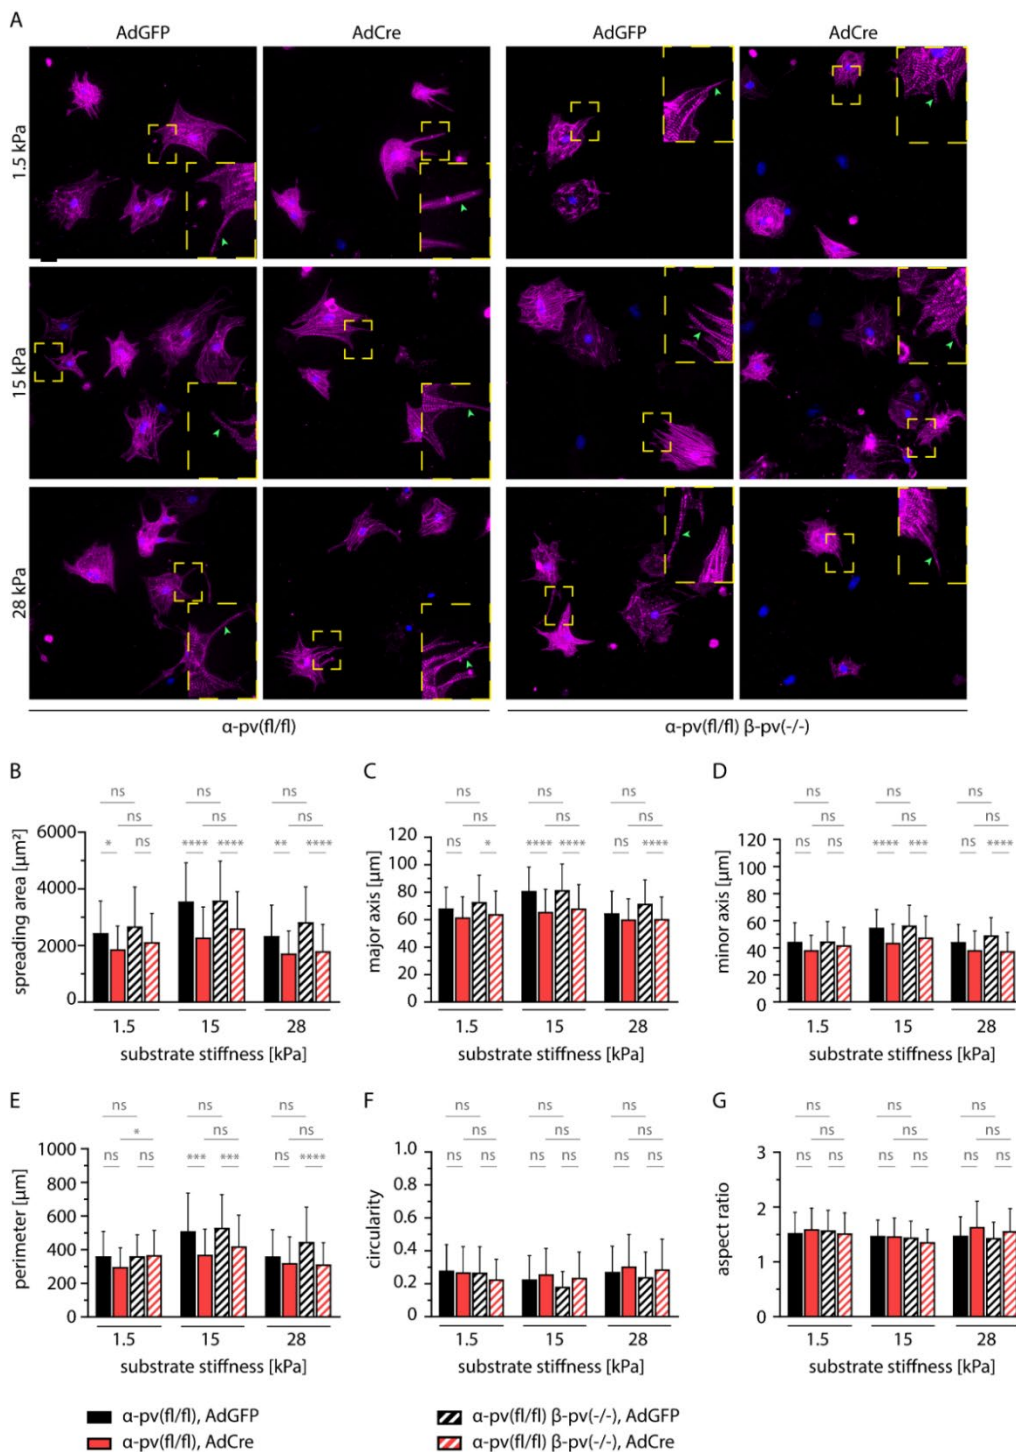 A
AdGFP AdCre AdGFP AdCre
1.5 kPa
15 kPa
28 kPa
α-pv(fl/fl) α-pv(fl/fl) β-pv(-/-)
B
ns ns ns
ns ns ns
* ns **** **** ** ****
spreading area [µm²]
6000
4000
2000
0
1.5 15 28
substrate stiffness [kPa]
C
ns ns ns
ns ns ns
ns * **** **** ns ****
major axis [µm]
120
100
80
60
40
20
0
1.5 15 28
substrate stiffness [kPa]
D
ns ns ns
ns ns ns
ns ns **** *** ns ****
minor axis [µm]
120
100
80
60
40
20
0
1.5 15 28
substrate stiffness [kPa]
E
ns ns ns
* ns ns
ns ns *** *** ns ****
perimeter [µm]
1000
800
600
400
200
0
1.5 15 28
substrate stiffness [kPa]
F
ns ns ns
ns ns ns
ns ns ns ns ns ns
circularity
1.0
0.8
0.6
0.4
0.2
0
1.5 15 28
substrate stiffness [kPa]
G
ns ns ns
ns ns ns
ns ns ns ns ns ns
aspect ratio
3
2
1
0
1.5 15 28
substrate stiffness [kPa]
α-pv(fl/fl), AdGFP
α-pv(fl/fl), AdCre
α-pv(fl/fl) β-pv(-/-), AdGFP
α-pv(fl/fl) β-pv(-/-), AdCre